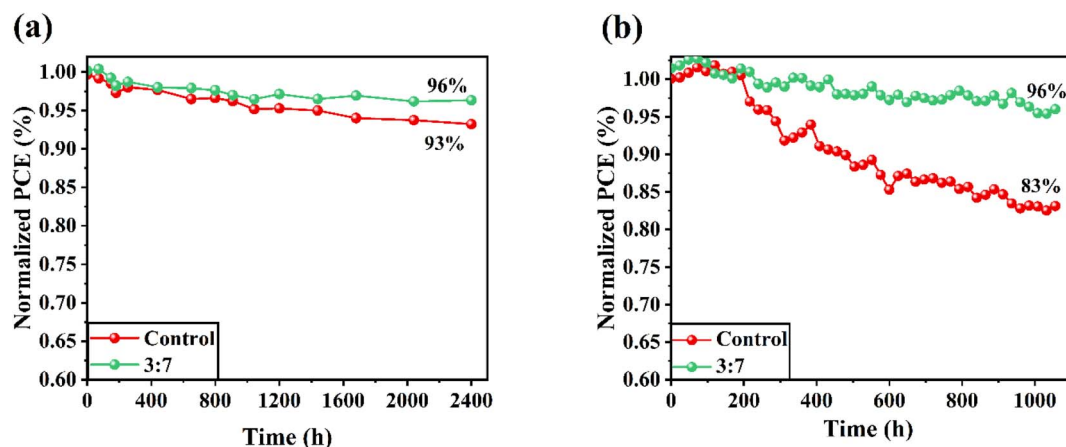 (a)
Normalized PCE (%)
1.00
0.95
0.90
0.85
0.80
0.75
0.70
0.65
0.60
96%
93%
Control
3:7
0 400 800 1200 1600 2000 2400
Time (h)
(b)
Normalized PCE (%)
1.00
0.95
0.90
0.85
0.80
0.75
0.70
0.65
0.60
96%
83%
Control
3:7
0 200 400 600 800 1000
Time (h)